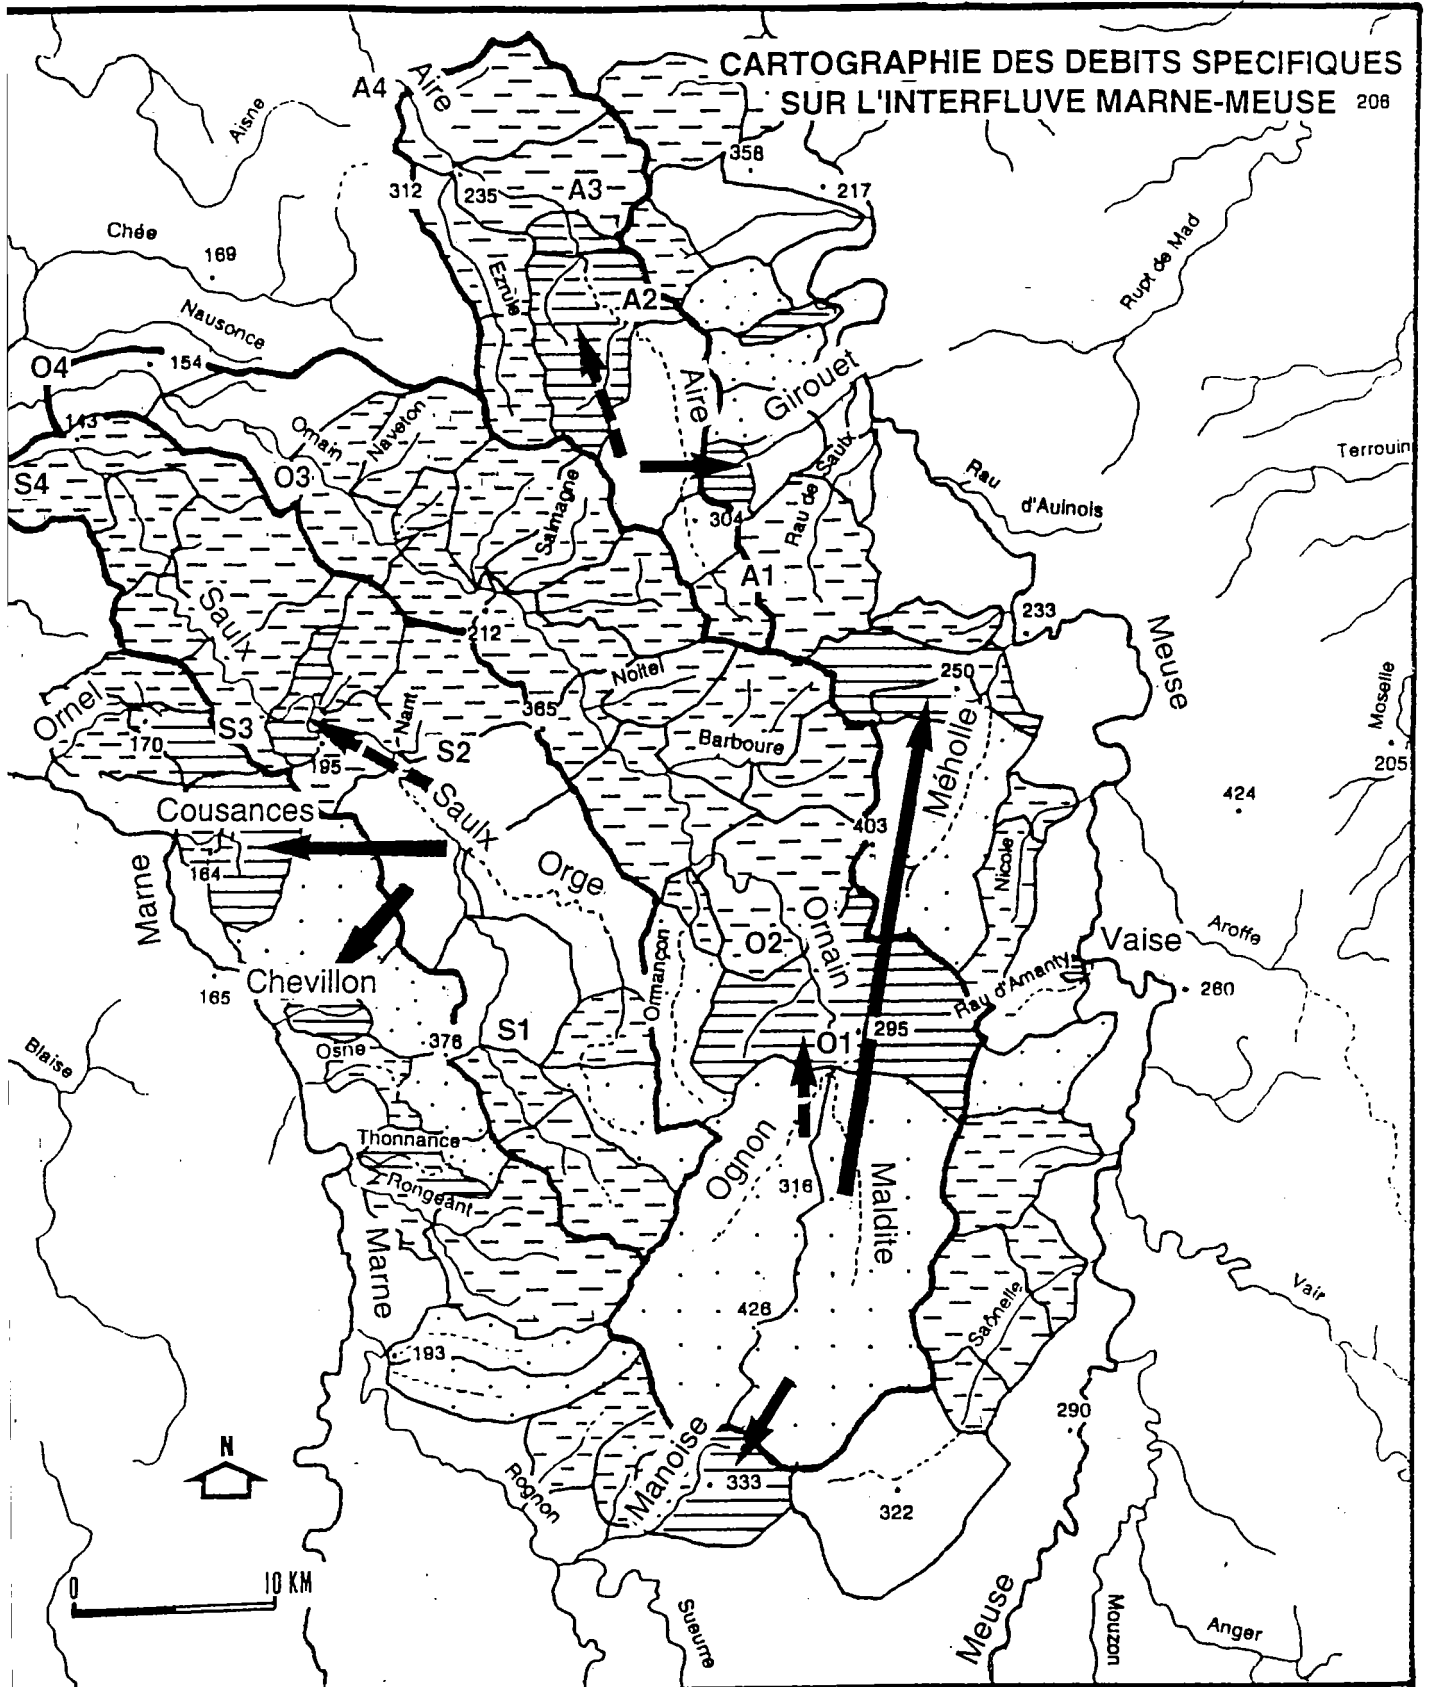 CARTOGRAPHIE DES DEBITS SPECIFIQUES
SUR L'INTERFLUVE MARNE-MEUSE 206
A4
Aire
Aisne
358
312
235
A3
217
Chée
169
Rupt de Mad
Ezrule
A2
Nausonce
O4
154
Aire
Girouet
143
Ornain
Naveton
Saulx
Terrouin
S4
O3
Salmagne
Rau de
Rau
d'Aulnois
304
A1
Saulx
212
233
Meuse
Noitel
250
Ornel
365
Moselle
170
S3
Nant
S2
Barboure
Méholle
195
205
Cousances
Saulx
424
403
Marne
164
Orge
Nicole
Ornain
Aroffe
O2
Vaise
Chevillon
Ormançon
Rau d'Amanty
165
260
376
S1
O1
295
Osne
Blaise
Thonnance
Ognon
316
Maldite
Rongeant
Marne
426
Saônelle
Vair
193
290
N
Manoise
Rognon
333
322
0
10 KM
Sueurre
Meuse
Mouzon
Anger